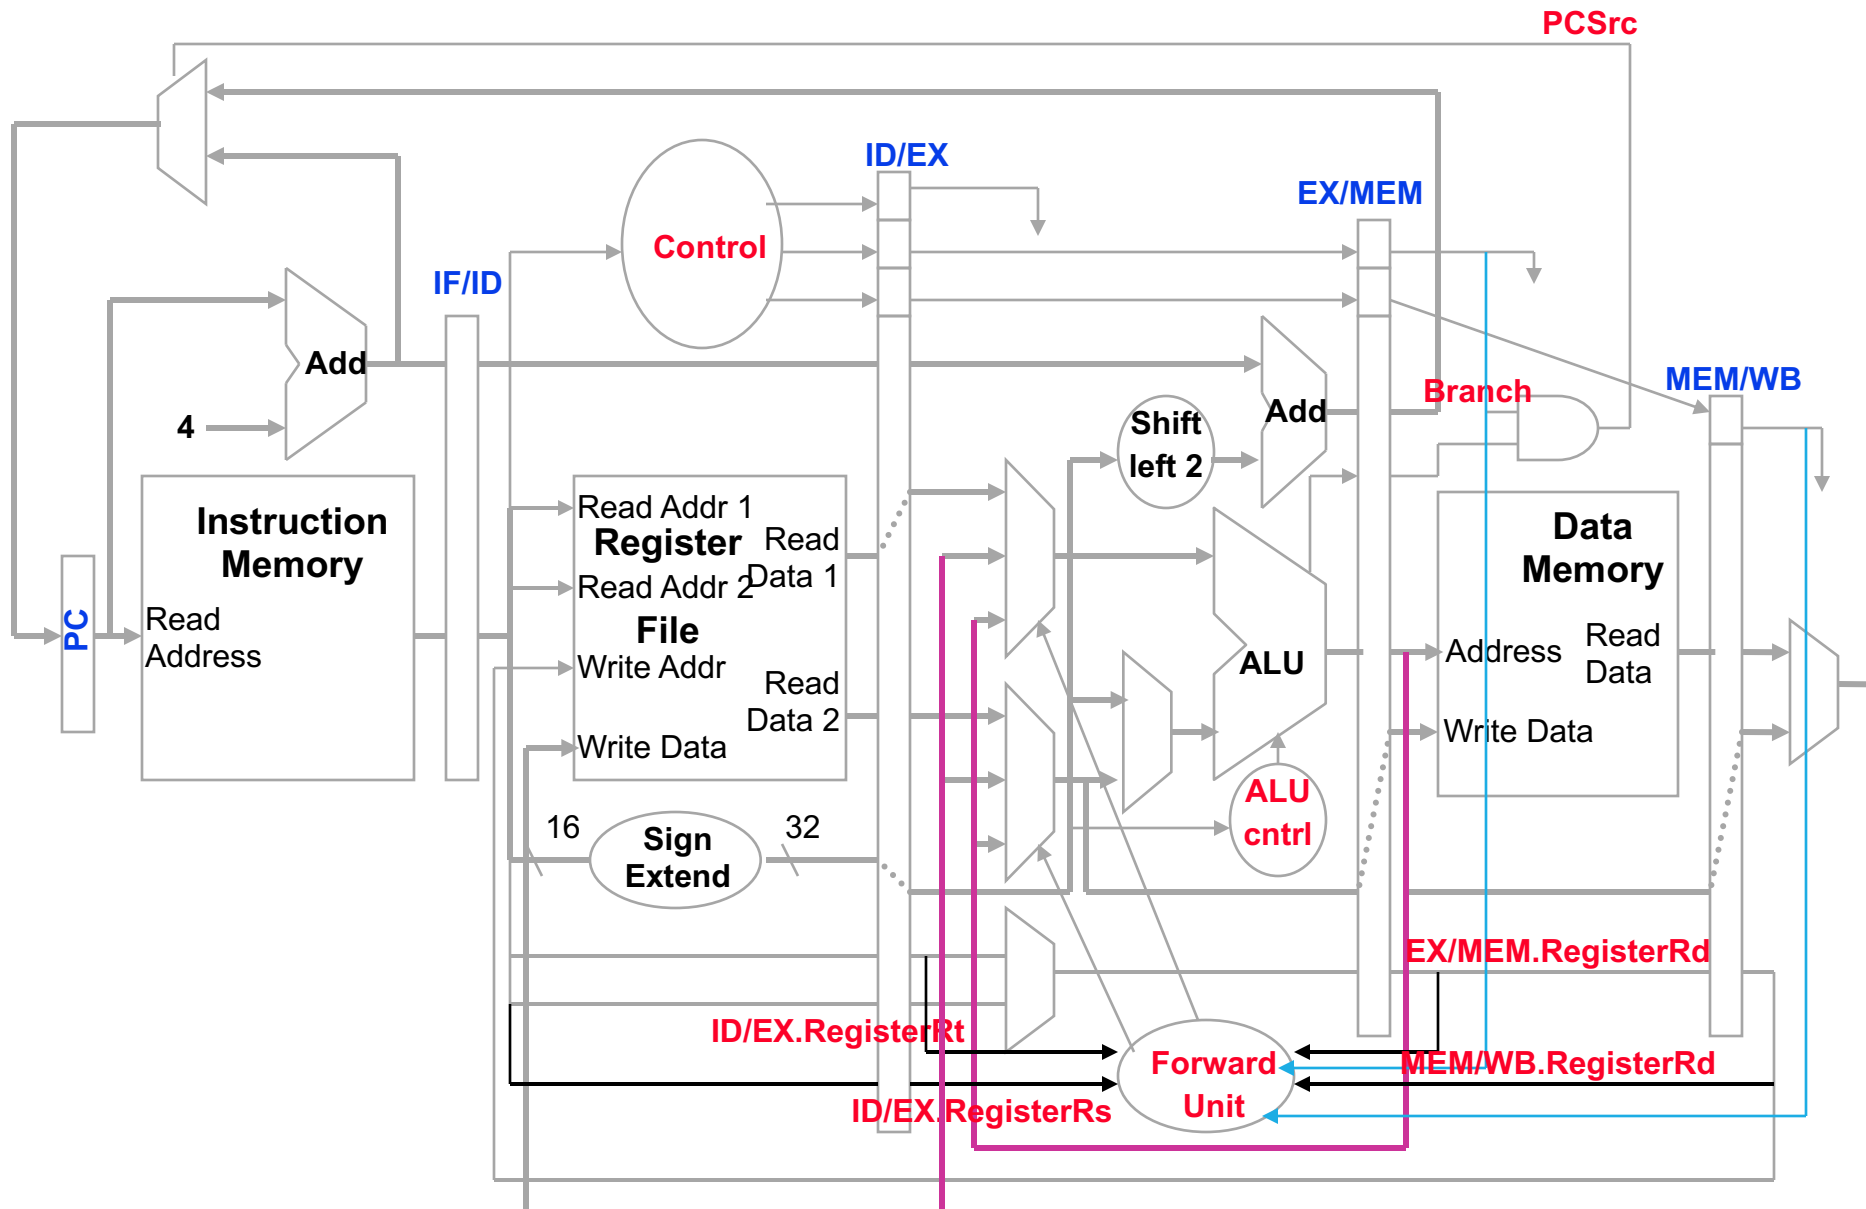 PCSrc
ID/EX
EX/MEM
Control
IF/ID
Add
MEM/WB
Branch
Shift
left 2
Add
4
Instruction
Memory
Read Addr 1
Register
Read Addr 2
File
Write Addr
Write Data
Read
Data 1
Read
Data 2
Data
Memory
PC
Read
Address
ALU
Address
Read
Data
Write Data
ALU
cntrl
16
Sign
Extend
32
EX/MEM.RegisterRd
ID/EX.RegisterRt
Forward
Unit
MEM/WB.RegisterRd
ID/EX.RegisterRs